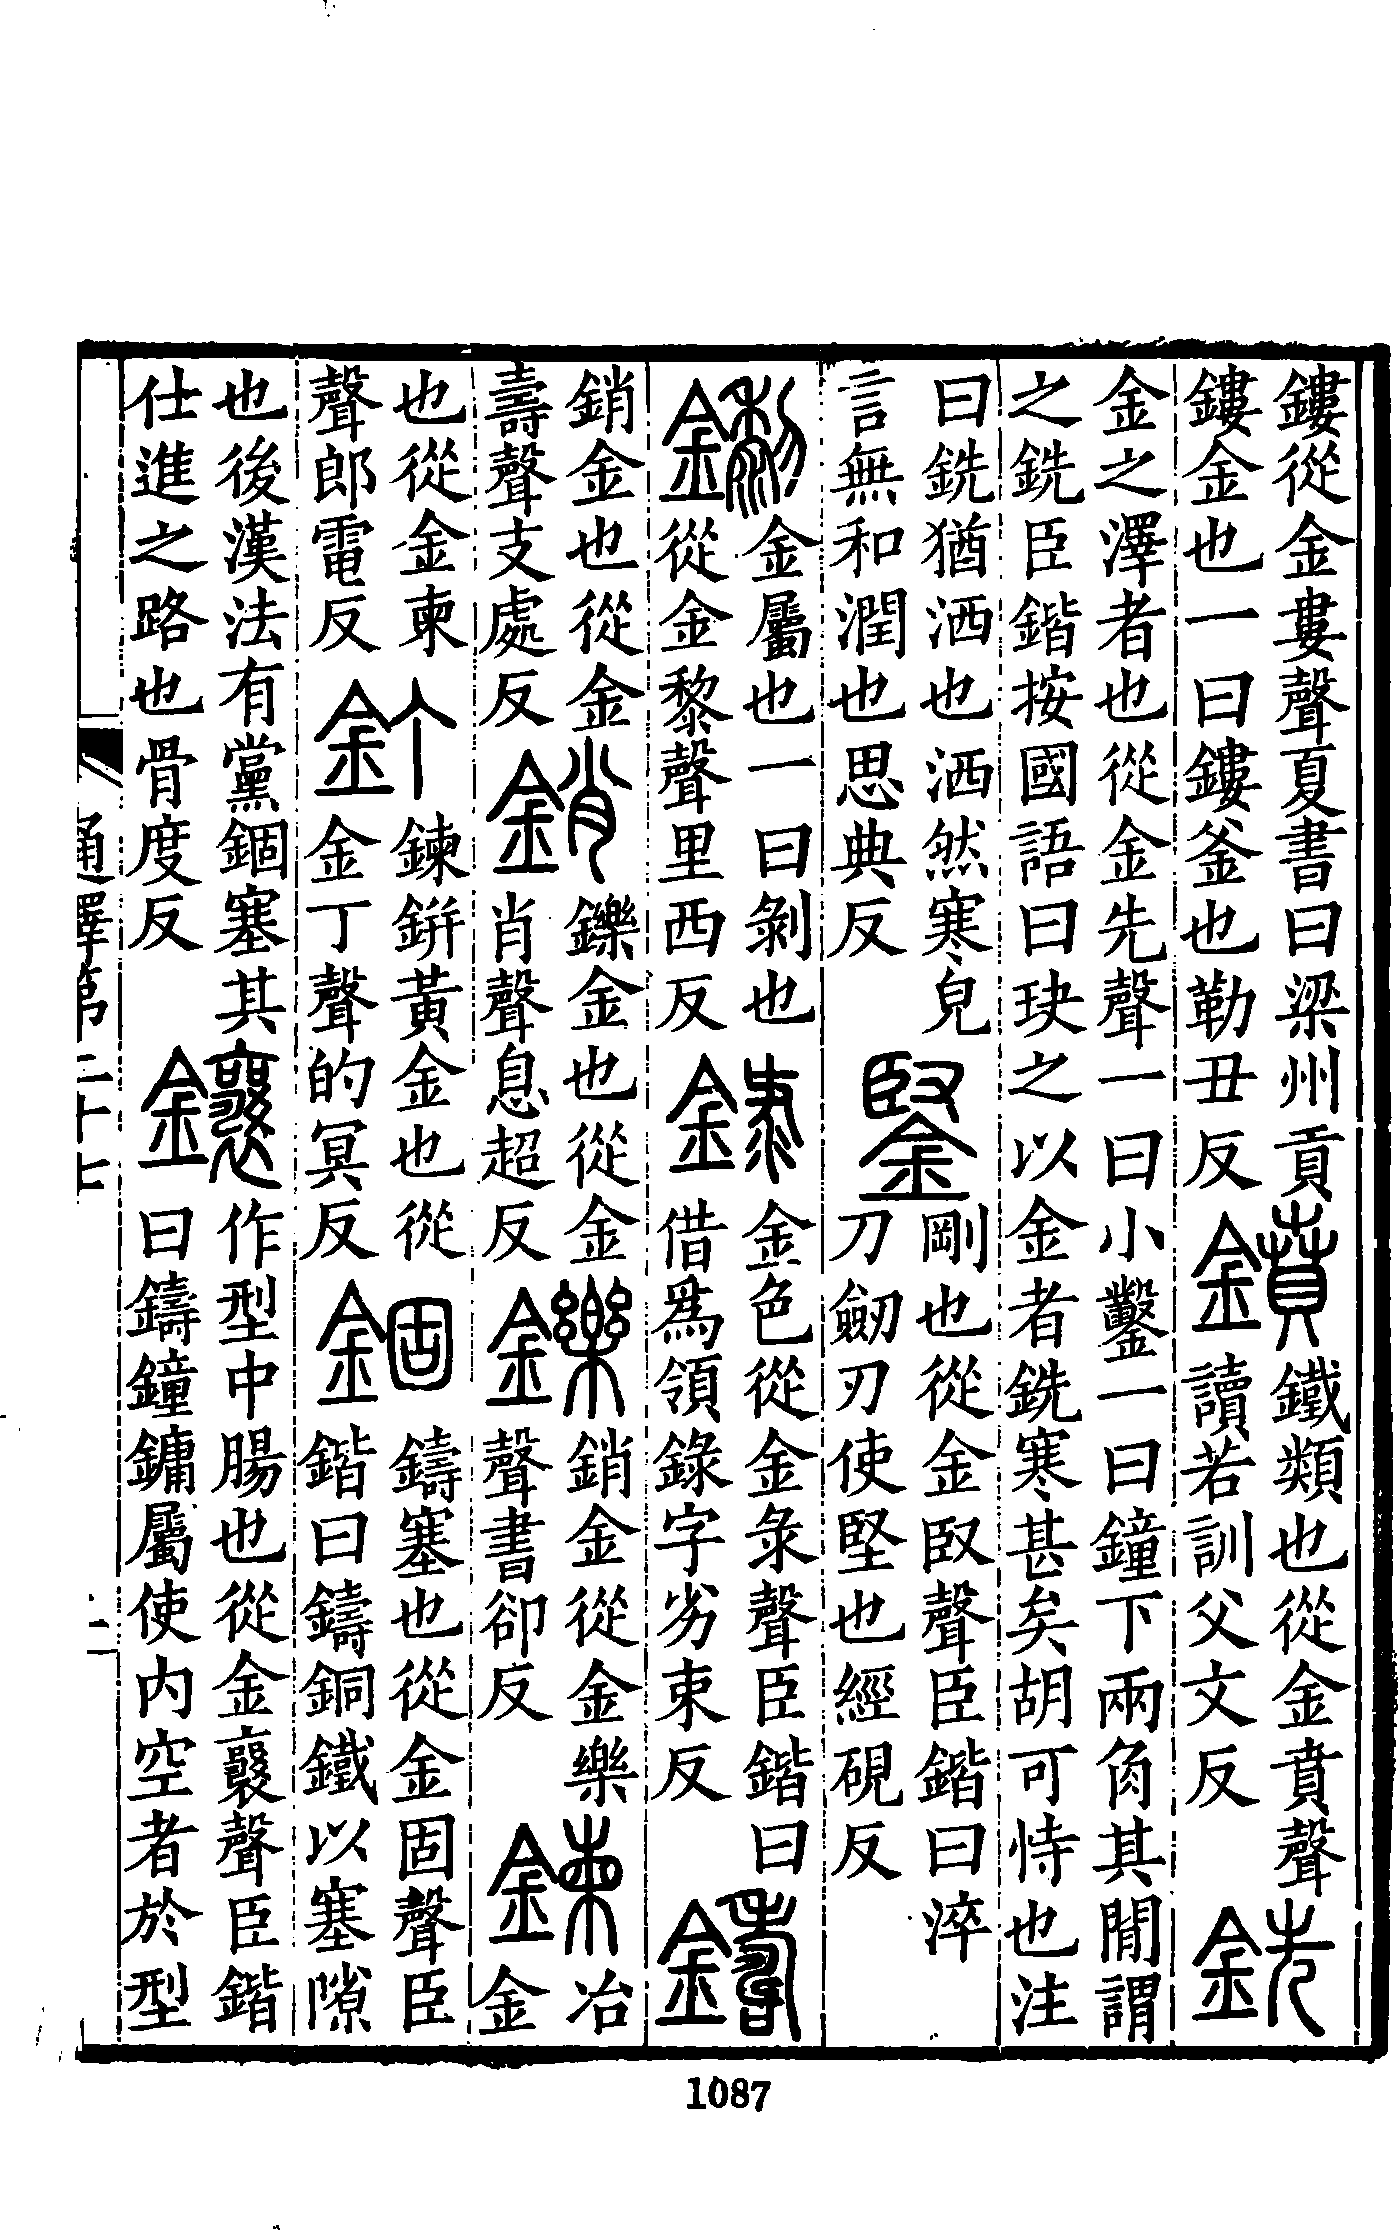 鏤從金婁聲夏書曰梁州貢
鏤金也一曰鏤釜也勒丑反
鐼
鐵類也從金賁聲
讀若訓父文反
銑
金之澤者也從金先聲一曰小鑿一曰鐘下兩角其閒謂
之銑臣鍇按國語曰玦之以金者銑寒甚矣胡可恃也注
曰銑猶洒也洒然寒皃
言無和潤也思典反
鋻
剛也從金臤聲臣鍇曰淬
刀劒刃使堅也經硯反
鑗
金屬也一曰剝也
從金黎聲里西反
錄
金色從金彔聲臣鍇曰
借爲領錄字劣束反
鑄
銷金也從金
壽聲支處反
銷
鑠金也從金
肖聲息超反
鑠
銷金從金樂
聲書卻反
鍊
冶
金
也從金柬
聲郎電反
釘
鍊鉼黃金也從
金丁聲的冥反
錮
鑄塞也從金固聲臣
鍇曰鑄銅鐵以塞隙
也後漢法有黨錮塞其
仕進之路也骨度反
鑲
作型中腸也從金襄聲臣鍇
曰鑄鐘鏞屬使内空者於型
通釋第二十七
二
1087